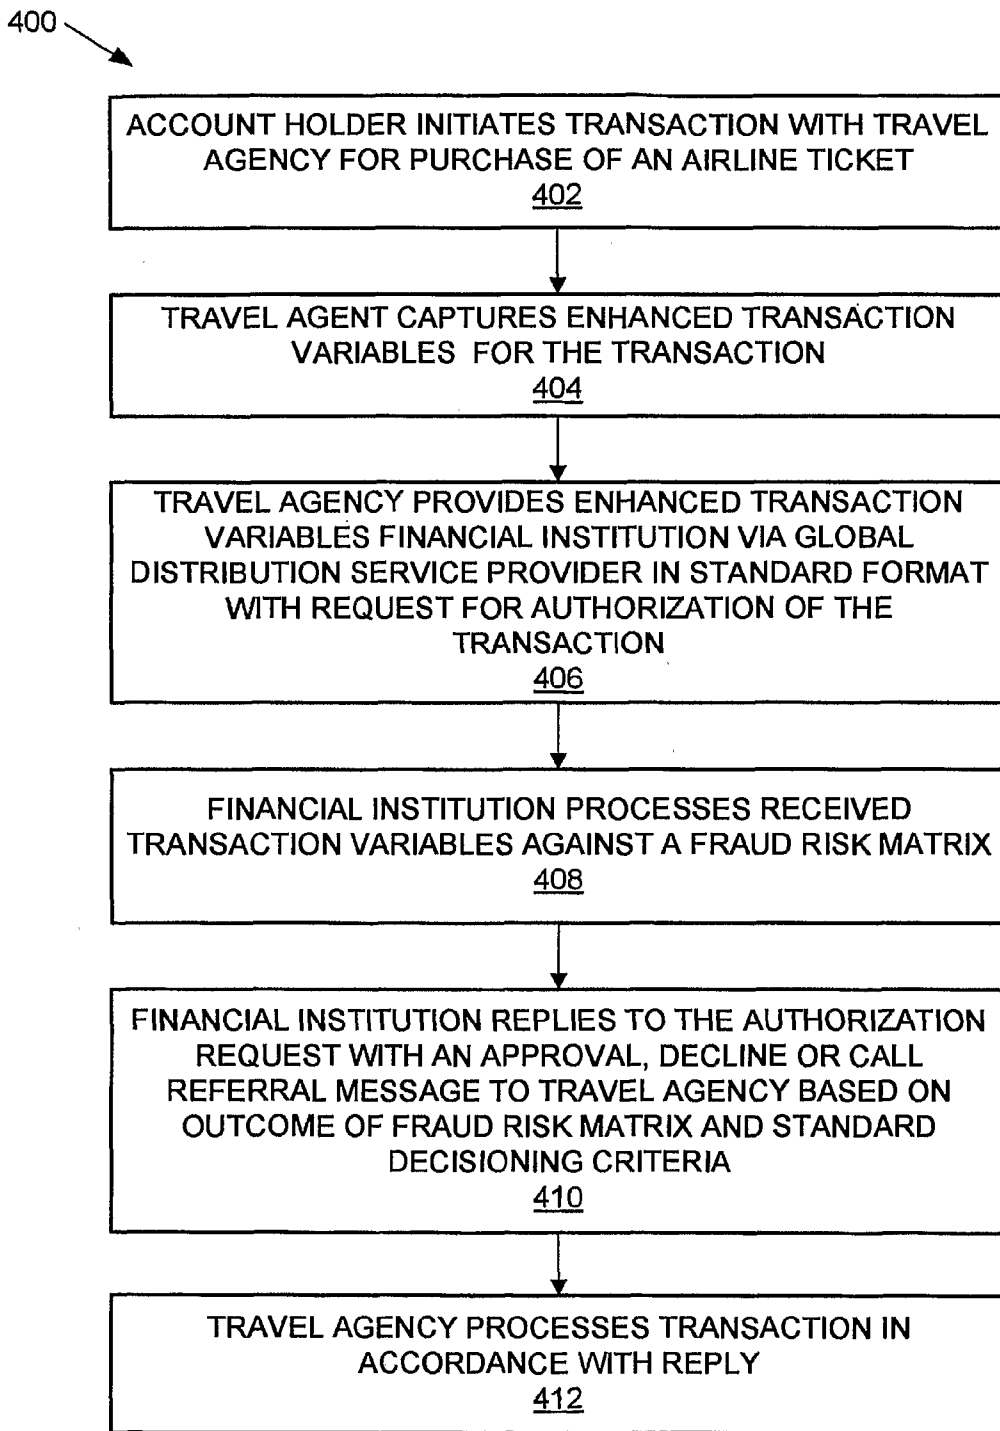 400
ACCOUNT HOLDER INITIATES TRANSACTION WITH TRAVEL
AGENCY FOR PURCHASE OF AN AIRLINE TICKET
402
TRAVEL AGENT CAPTURES ENHANCED TRANSACTION
VARIABLES FOR THE TRANSACTION
404
TRAVEL AGENCY PROVIDES ENHANCED TRANSACTION
VARIABLES FINANCIAL INSTITUTION VIA GLOBAL
DISTRIBUTION SERVICE PROVIDER IN STANDARD FORMAT
WITH REQUEST FOR AUTHORIZATION OF THE
TRANSACTION
406
FINANCIAL INSTITUTION PROCESSES RECEIVED
TRANSACTION VARIABLES AGAINST A FRAUD RISK MATRIX
408
FINANCIAL INSTITUTION REPLIES TO THE AUTHORIZATION
REQUEST WITH AN APPROVAL, DECLINE OR CALL
REFERRAL MESSAGE TO TRAVEL AGENCY BASED ON
OUTCOME OF FRAUD RISK MATRIX AND STANDARD
DECISIONING CRITERIA
410
TRAVEL AGENCY PROCESSES TRANSACTION IN
ACCORDANCE WITH REPLY
412